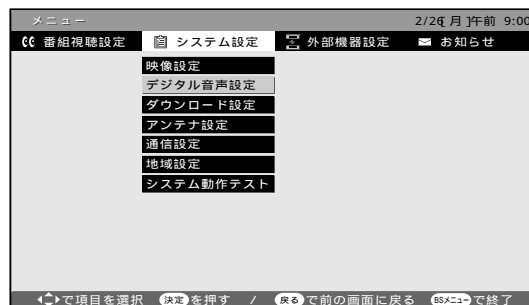 メニュー 2/26[月]午前 9:00
番組視聴設定 システム設定 外部機器設定 お知らせ
映像設定
デジタル音声設定
ダウンロード設定
アンテナ設定
通信設定
地域設定
システム動作テスト
で項目を選択 決定を押す / 戻るで前の画面に戻る BSメニューで終了